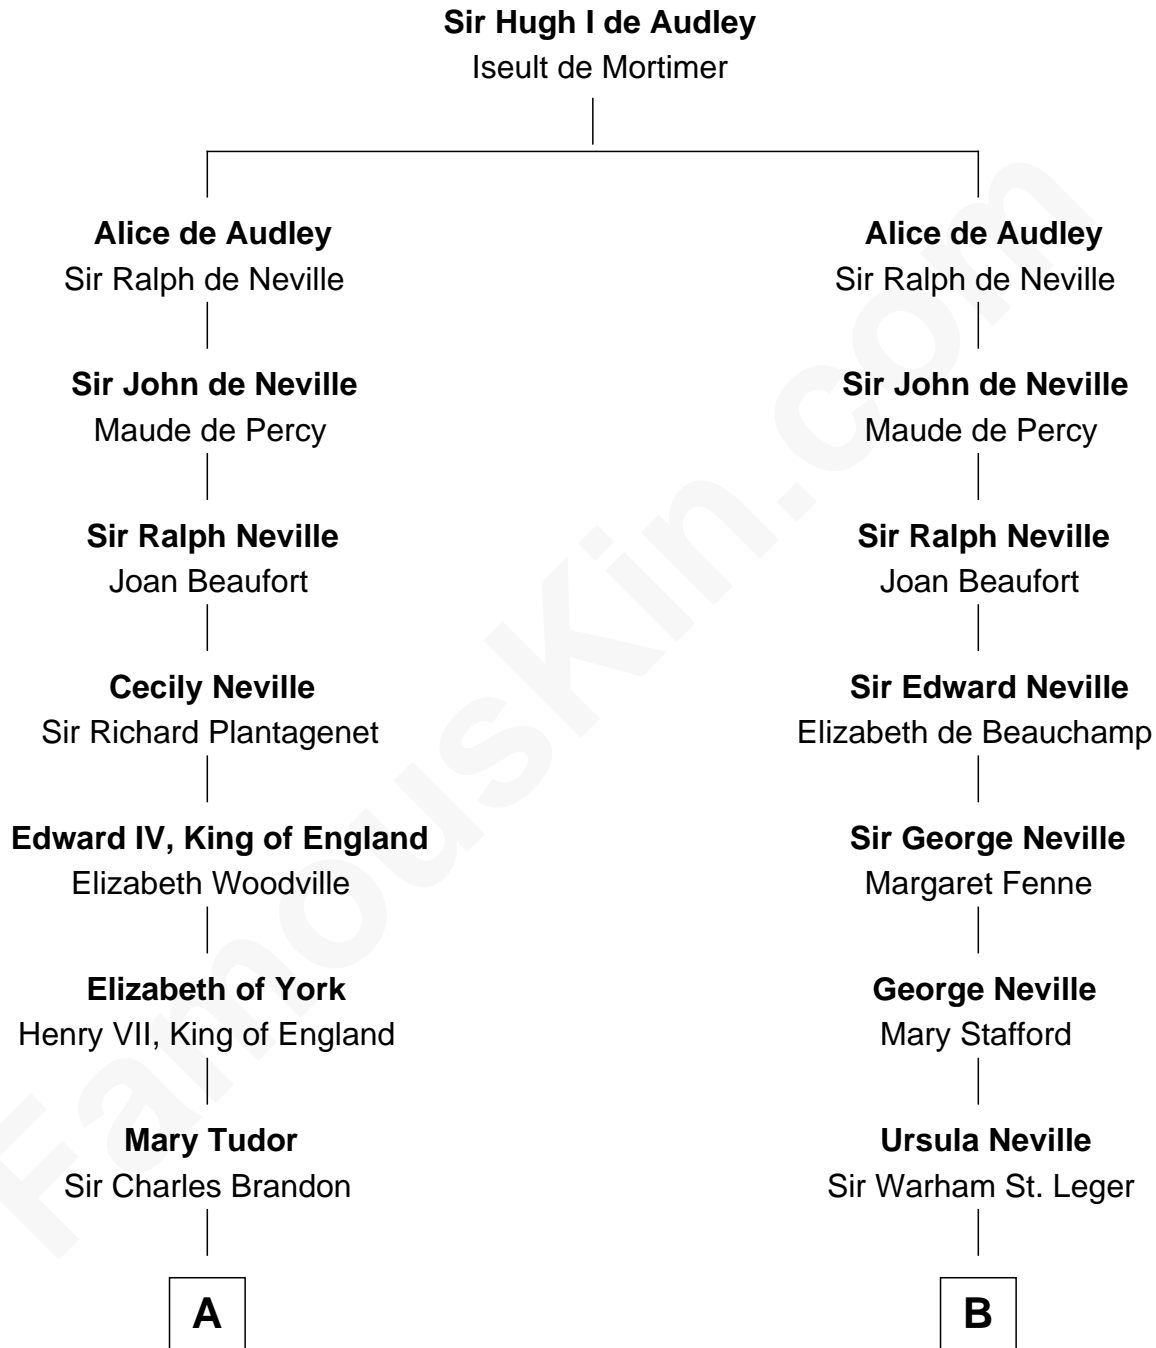 Sir Hugh I de Audley
Iseult de Mortimer
Alice de Audley
Sir Ralph de Neville
Alice de Audley
Sir Ralph de Neville
Sir John de Neville
Maude de Percy
Sir John de Neville
Maude de Percy
Sir Ralph Neville
Joan Beaufort
Sir Ralph Neville
Joan Beaufort
Cecily Neville
Sir Richard Plantagenet
Sir Edward Neville
Elizabeth de Beauchamp
Edward IV, King of England
Elizabeth Woodville
Sir George Neville
Margaret Fenne
Elizabeth of York
Henry VII, King of England
George Neville
Mary Stafford
Mary Tudor
Sir Charles Brandon
Ursula Neville
Sir Warham St. Leger
A
B
FamousKin.com